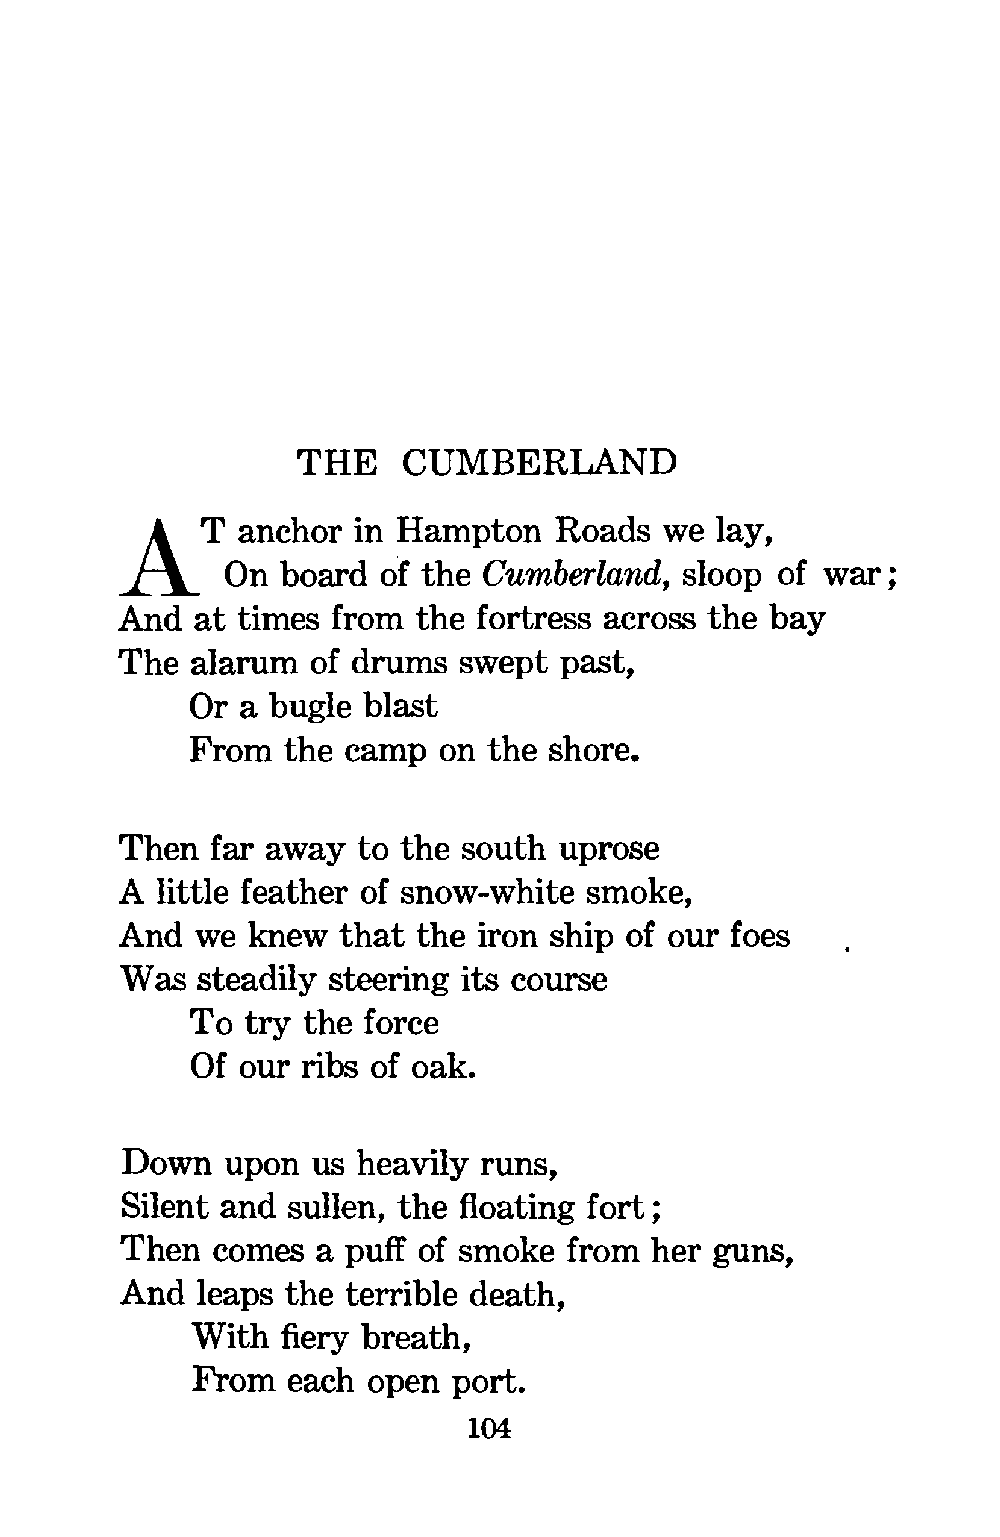 THE CUMBERLAND
AT anchor in Hampton Roads we lay,
On board of the Cumberland, sloop of war;
And at times from the fortress across the bay
The alarum of drums swept past,
Or a bugle blast
From the camp on the shore.
Then far away to the south uprose
A little feather of snow-white smoke,
And we knew that the iron ship of our foes
Was steadily steering its course
To try the force
Of our ribs of oak.
Down upon us heavily runs,
Silent and sullen, the floating fort;
Then comes a puff of smoke from her guns,
And leaps the terrible death,
With fiery breath,
From each open port.
104